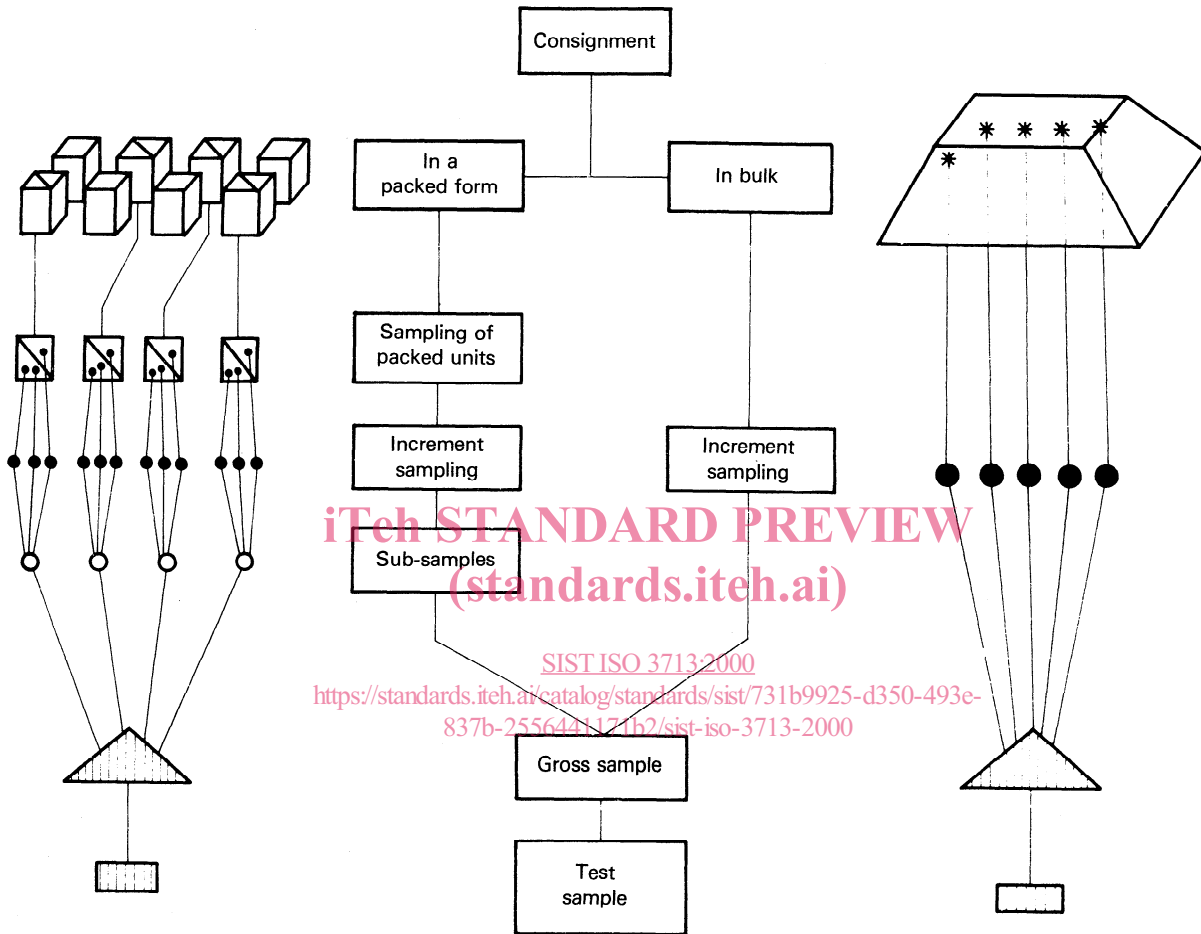 Consignment
In a
packed form
In bulk
Sampling of
packed units
Increment
sampling
Increment
sampling
iTeh STANDARD PREVIEW
Sub-samples
(standards.iteh.ai)
SIST ISO 3713:2000
https://standards.iteh.ai/catalog/standards/sist/731b9925-d350-493e-
837b-2556441171b2/sist-iso-3713-2000
Gross sample
Test
sample